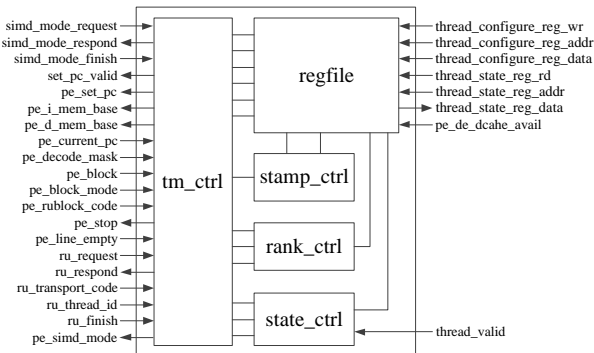 simd_mode_request
simd_mode_respond
simd_mode_finish
set_pc_valid
pe_set_pc
pe_i_mem_base
pe_d_mem_base
pe_current_pc
pe_decode_mask
pe_block
pe_block_mode
pe_rublock_code
pe_stop
pe_line_empty
ru_request
ru_respond
ru_transport_code
ru_thread_id
ru_finish
pe_simd_mode
tm_ctrl
regfile
stamp_ctrl
rank_ctrl
state_ctrl
thread_configure_reg_wr
thread_configure_reg_addr
thread_configure_reg_data
thread_state_reg_rd
thread_state_reg_addr
thread_state_reg_data
pe_de_dcahe_avail
thread_valid